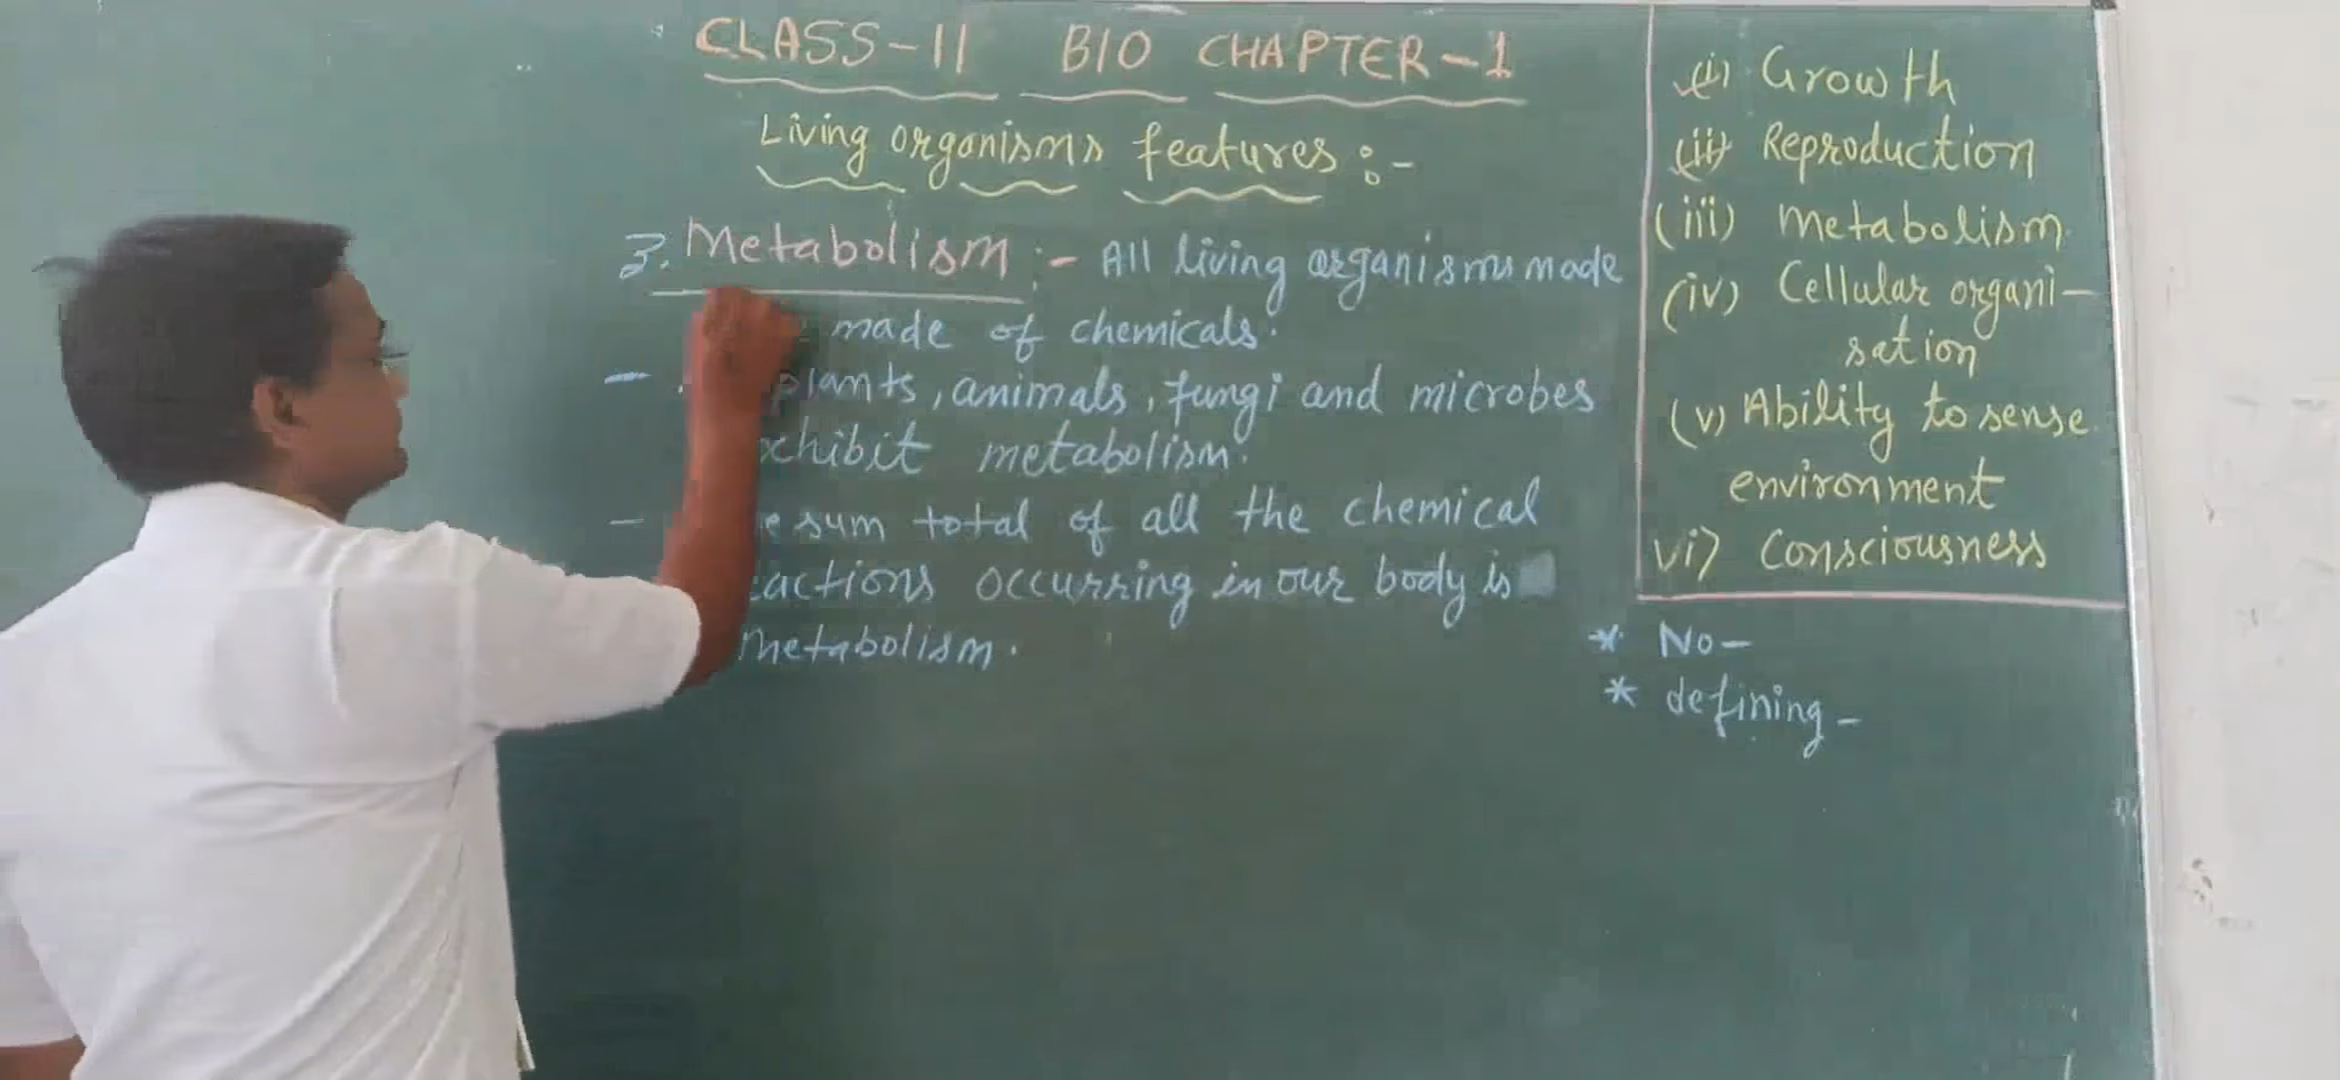 CLASS-11 BIO CHAPTER-1
Living organisms features :-
3. Metabolism :- All living organisms made
made of chemicals.
- plants, animals, fungi and microbes
xhibit metabolism.
- e sum total of all the chemical
actions occurring in our body is
metabolism.
(i) Growth
(ii) Reproduction
(iii) Metabolism
(iv) Cellular organi-
sation
(v) Ability to sense
environment
vi) Consciousness
* No-
* defining-